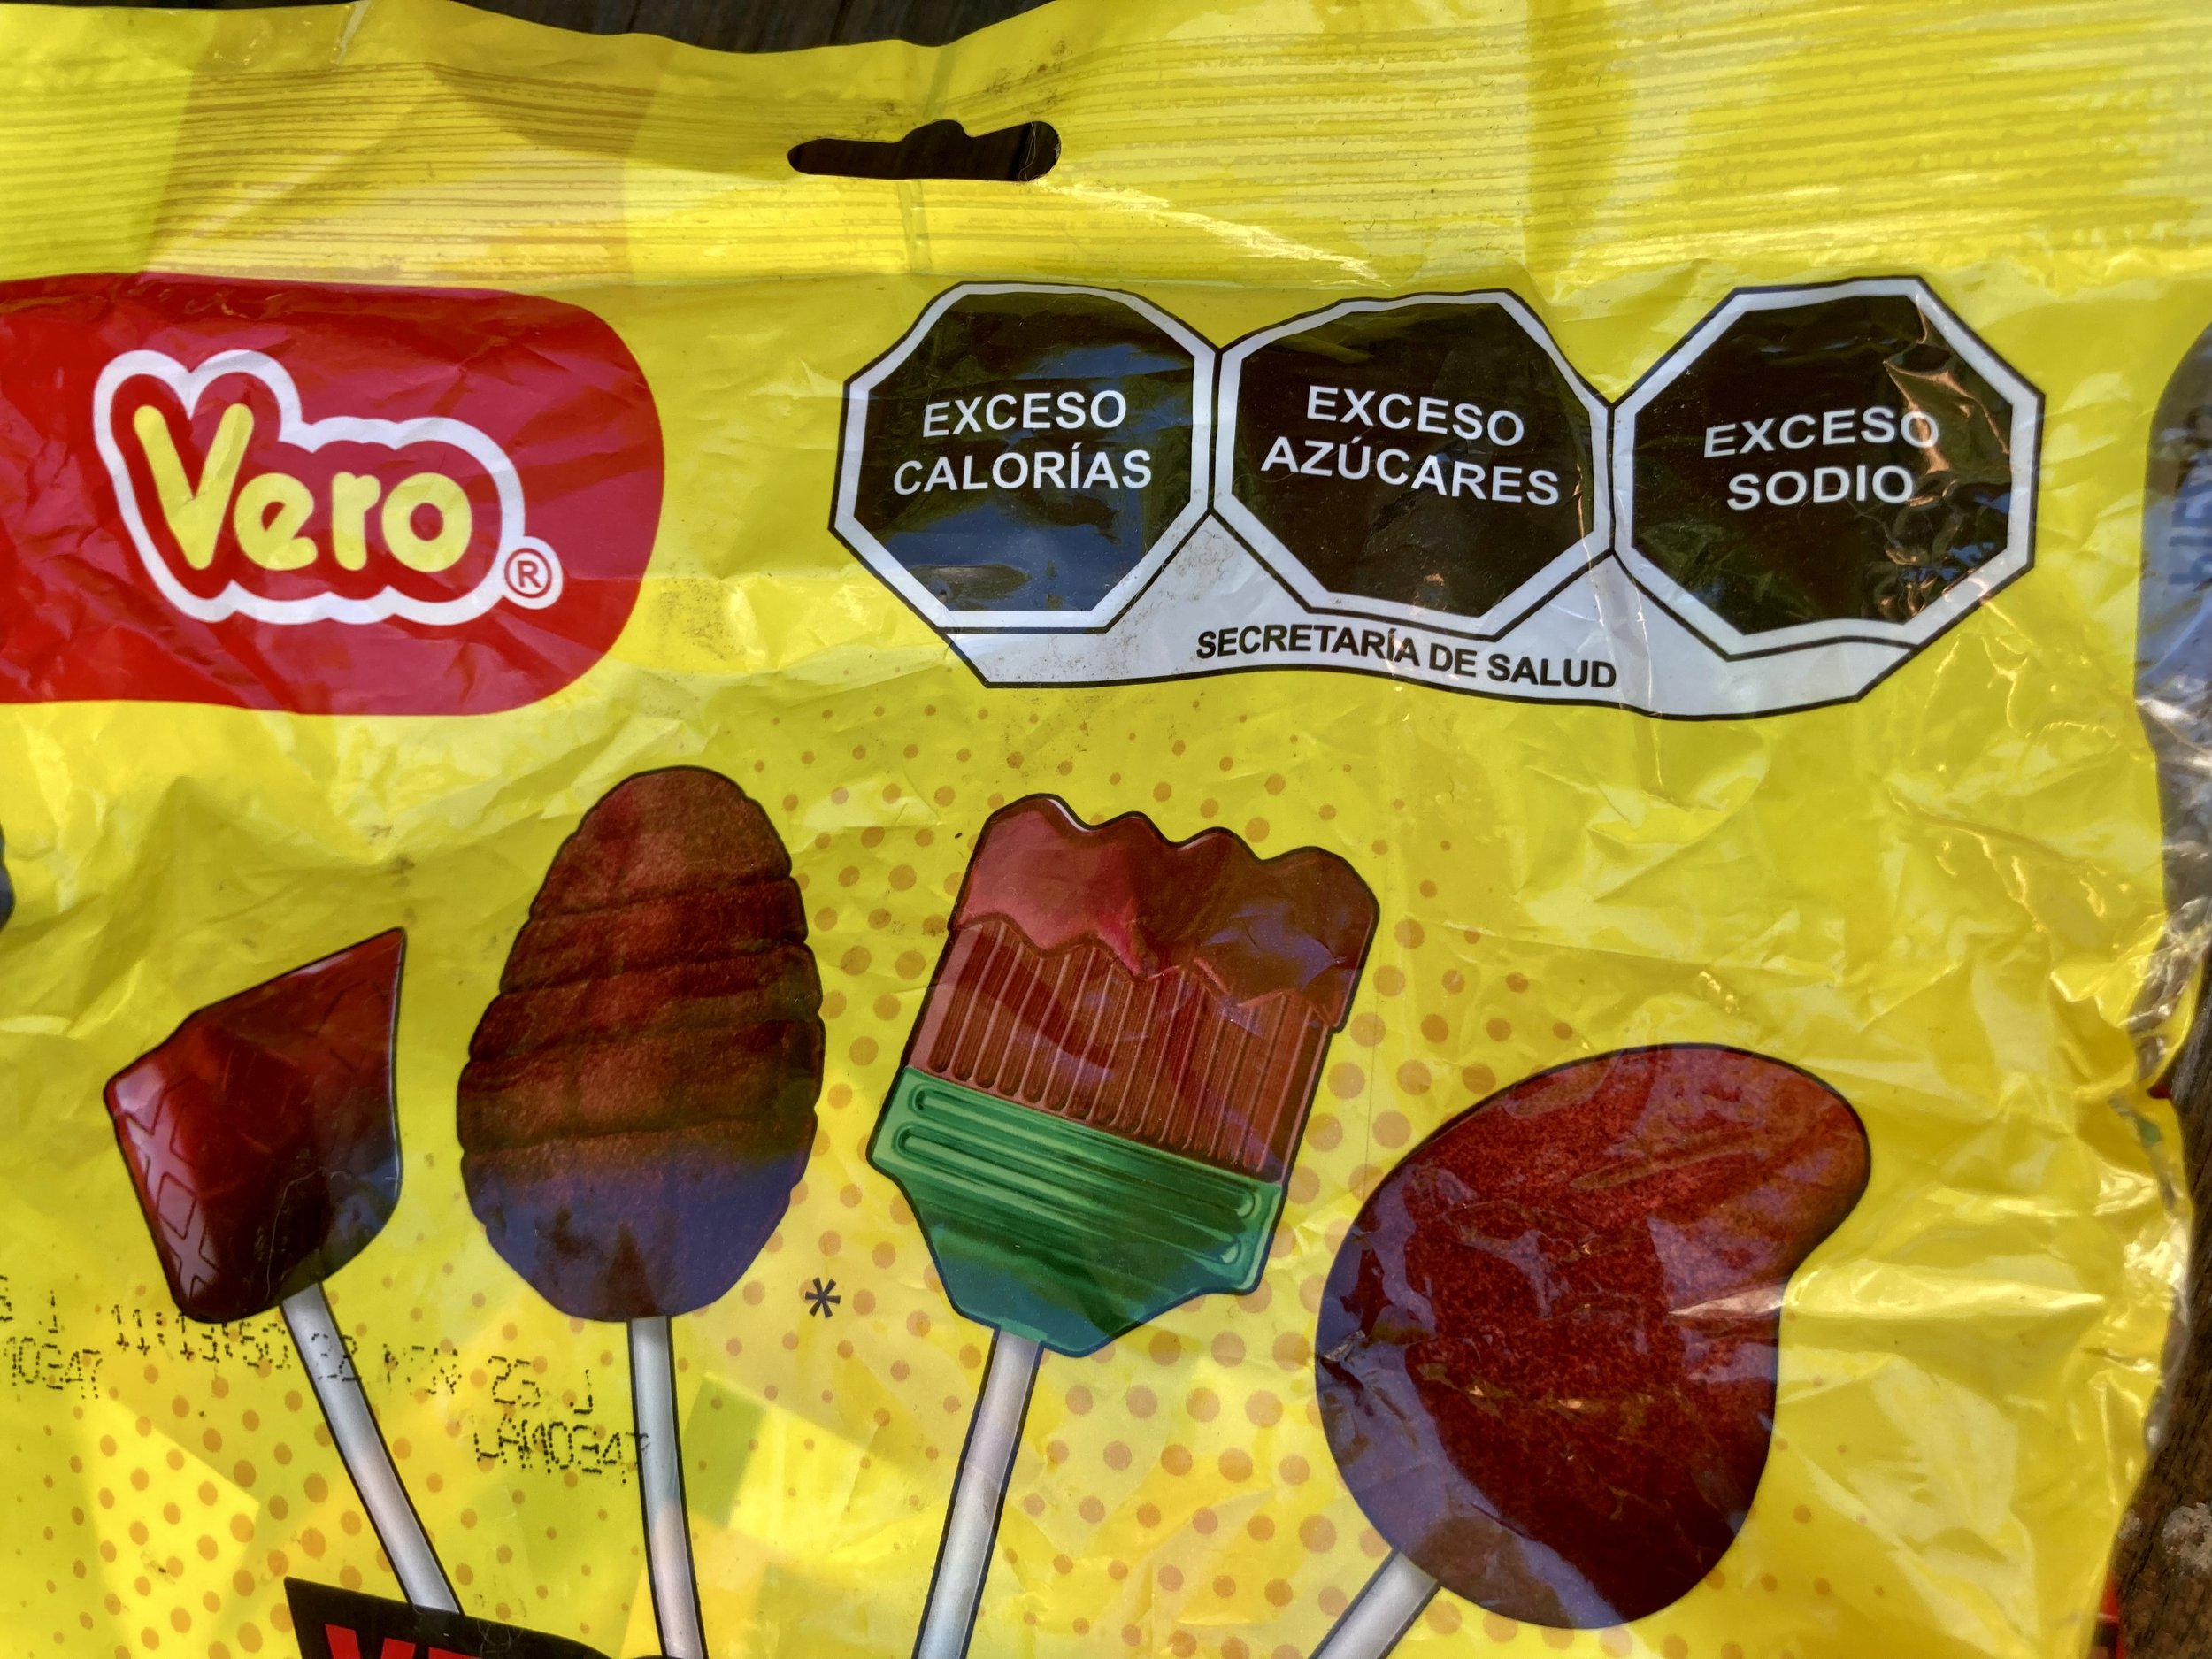 Vero
®
EXCESO
CALORÍAS
EXCESO
AZÚCARES
EXCESO
SODIO
SECRETARÍA DE SALUD
*